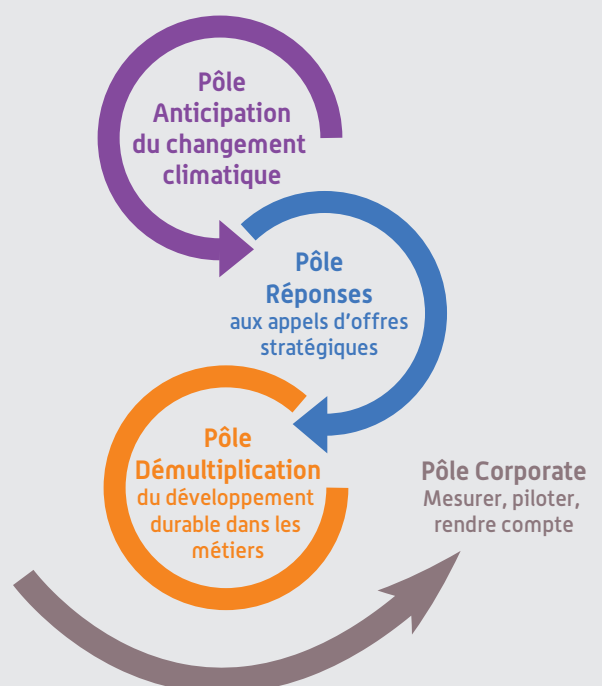 Pôle
Anticipation
du changement
climatique
Pôle
Réponses
aux appels d'offres
stratégiques
Pôle
Démultiplication
du développement
durable dans les
métiers
Pôle Corporate
Mesurer, piloter,
rendre compte